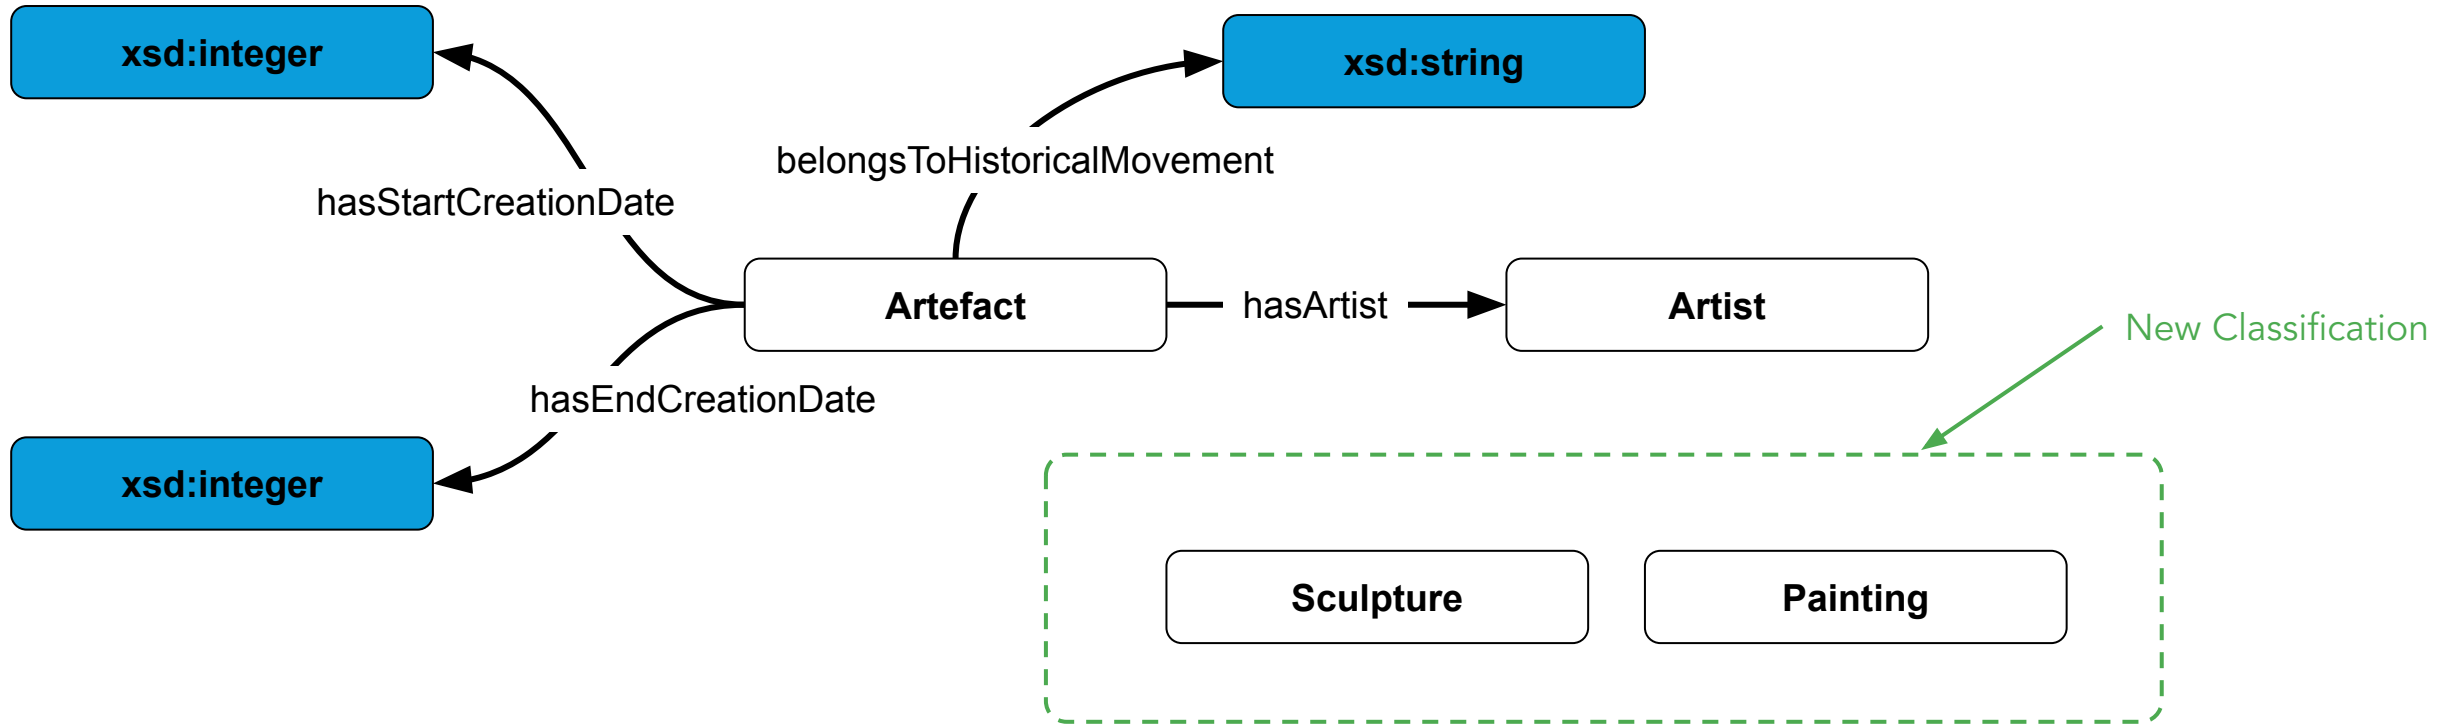 xsd:integer
xsd:string
belongsToHistoricalMovement
hasStartCreationDate
Artefact
hasArtist
Artist
New Classification
hasEndCreationDate
xsd:integer
Sculpture
Painting